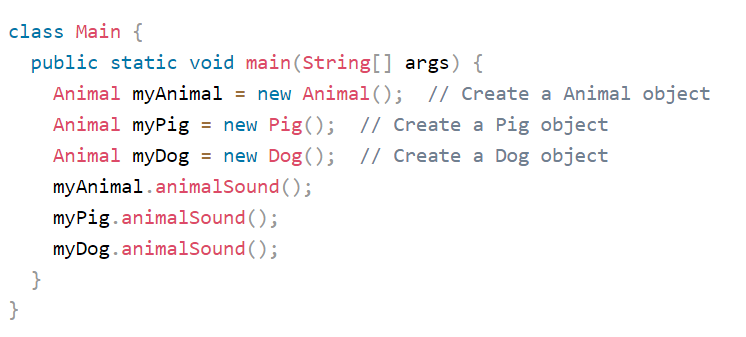 class Main {
  public static void main(String[] args) {
    Animal myAnimal = new Animal();  // Create a Animal object
    Animal myPig = new Pig();  // Create a Pig object
    Animal myDog = new Dog();  // Create a Dog object
    myAnimal.animalSound();
    myPig.animalSound();
    myDog.animalSound();
  }
}